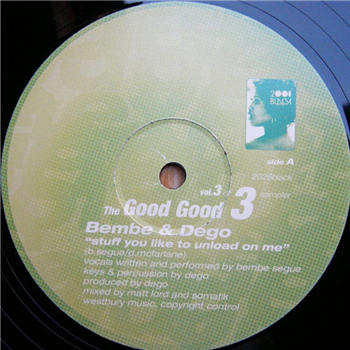 2001
BLACK
side A
2026black
vol.3 of 3 sampler
The Good Good
Bembe & Dego
"stuff you like to unload on me"
(b.segue/d.mcfarlane)
vocals written and performed by bembe segue
keys & percussion by dego
produced by dego
mixed by matt lord and somatik
westbury music, copyright control